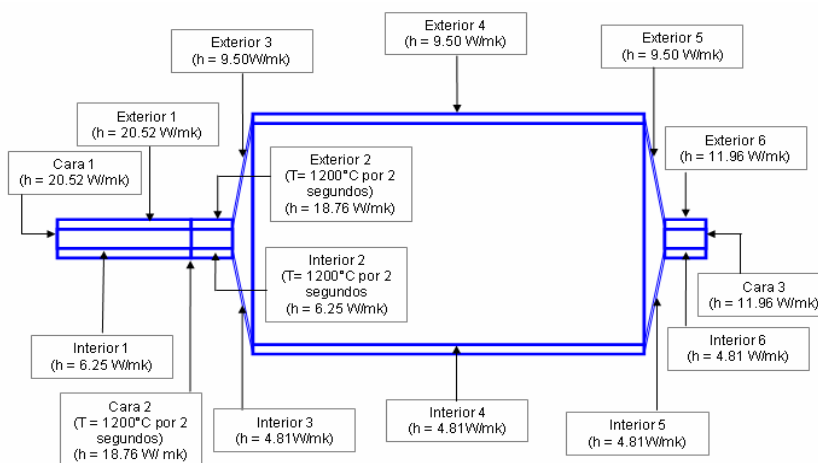 Exterior 4
(h = 9.50 W/mk)
Exterior 3
(h = 9.50W/mk)
Exterior 5
(h = 9.50 W/mk)
Exterior 1
(h = 20.52 W/mk)
Exterior 6
(h = 11.96 W/mk)
Cara 1
(h = 20.52 W/mk)
Exterior 2
(T= 1200°C por 2
segundos)
(h = 18.76 W/mk)
Interior 2
(T= 1200°C por 2
segundos
(h = 6.25 W/mK)
Cara 3
(h = 11.96 W/mk)
Interior 1
(h = 6.25 W/mk)
Interior 6
(h = 4.81 W/mk)
Cara 2
(T = 1200°C por 2
segundos)
(h = 18.76 W/ mk)
Interior 3
(h = 4.81W/mk)
Interior 4
(h = 4.81W/mk)
Interior 5
(h = 4.81W/mk)